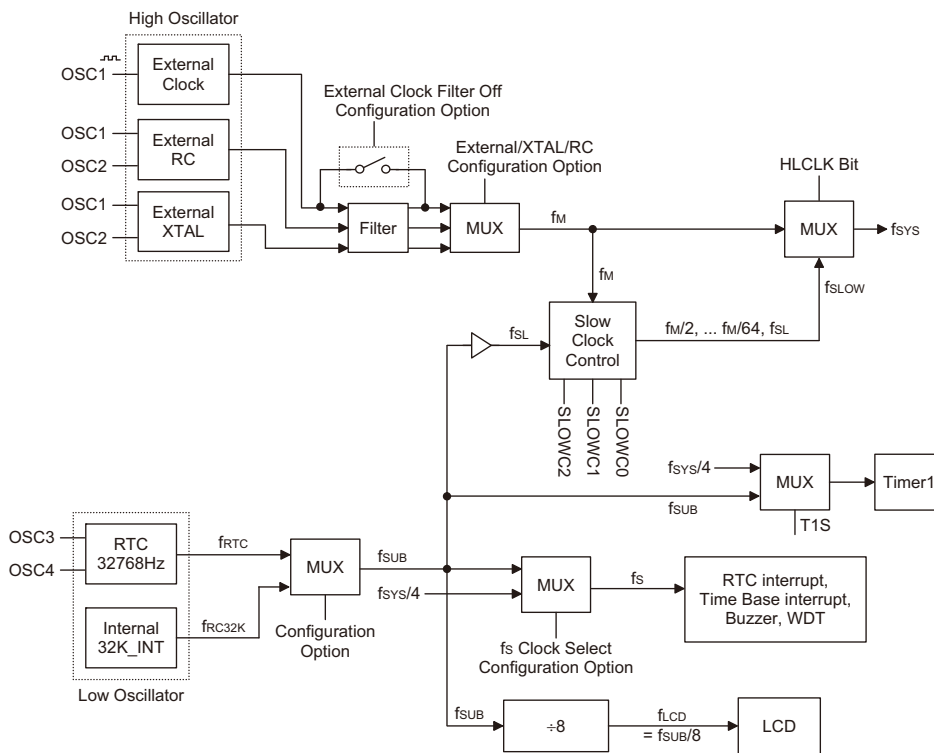 High Oscillator
OSC1
External
Clock
OSC1
OSC2
External
RC
OSC1
OSC2
External
XTAL
External Clock Filter Off
Configuration Option
Filter
External/XTAL/RC
Configuration Option
MUX
fM
HLCLK Bit
MUX
fSYS
fM
fSLOW
fSL
Slow
Clock
Control
fM/2, ... fM/64, fSL
SLOWC2
SLOWC1
SLOWC0
fSYS/4
fSUB
MUX
T1S
Timer1
OSC3
OSC4
RTC
32768Hz
fRTC
Internal
32K_INT
fRC32K
Low Oscillator
MUX
Configuration
Option
fSUB
fSYS/4
MUX
fS
fS Clock Select
Configuration Option
RTC interrupt,
Time Base interrupt,
Buzzer, WDT
fSUB
÷8
fLCD
= fSUB/8
LCD